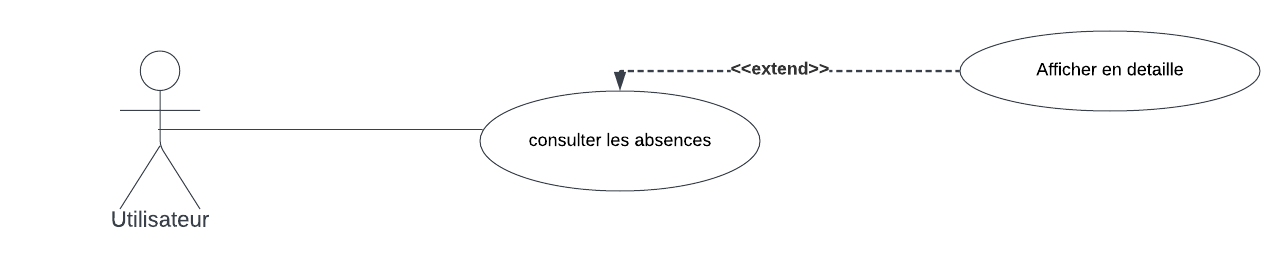 <<extend>>
Afficher en detaille
consulter les absences
Utilisateur